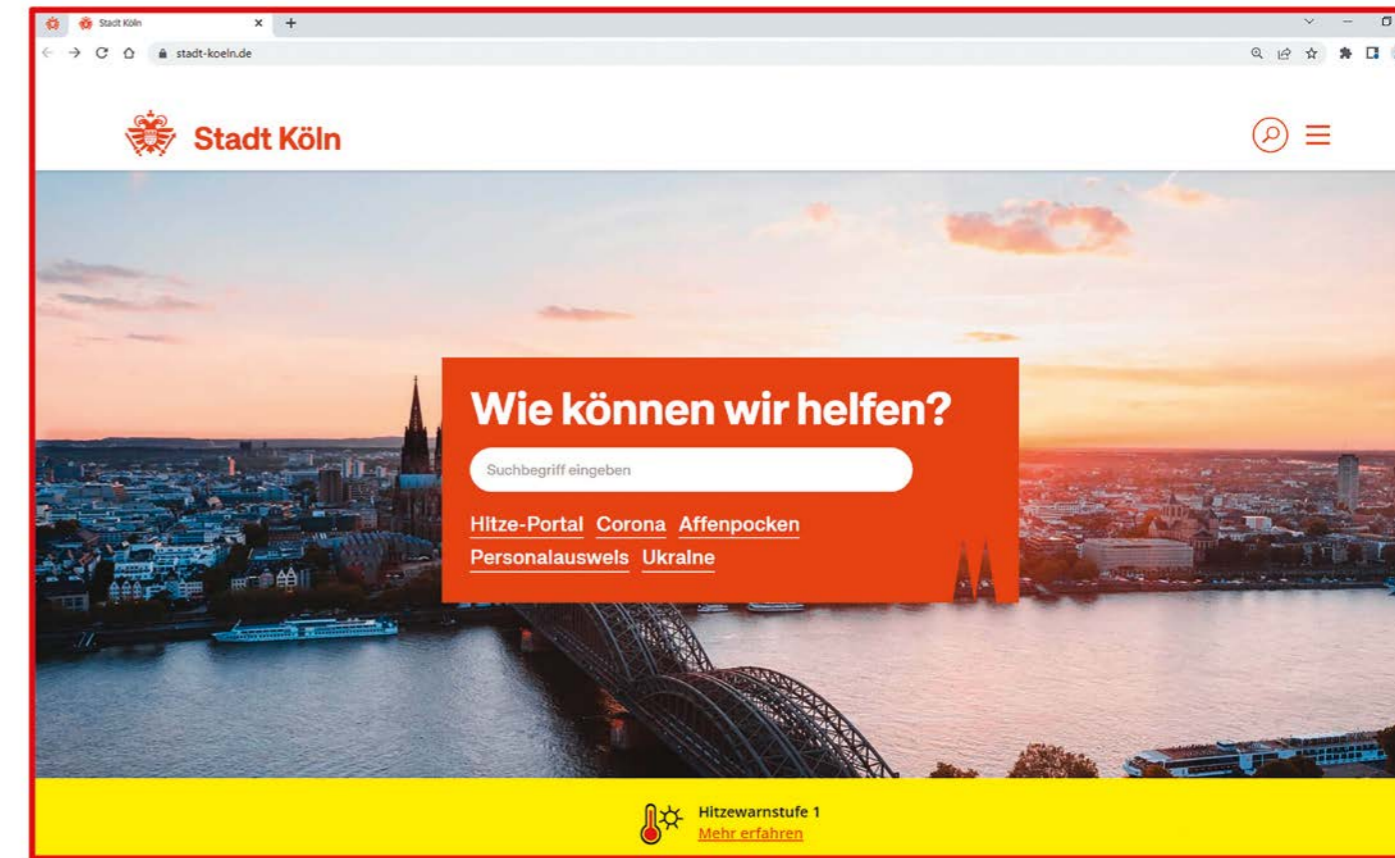 Stadt Köln
stadt-koeln.de
Stadt Köln
Wie können wir helfen?
Suchbegriff eingeben
HItze-Portal Corona Affenpocken
Personalausweis UkraIne
Hitzewarnstufe 1
Mehr erfahren